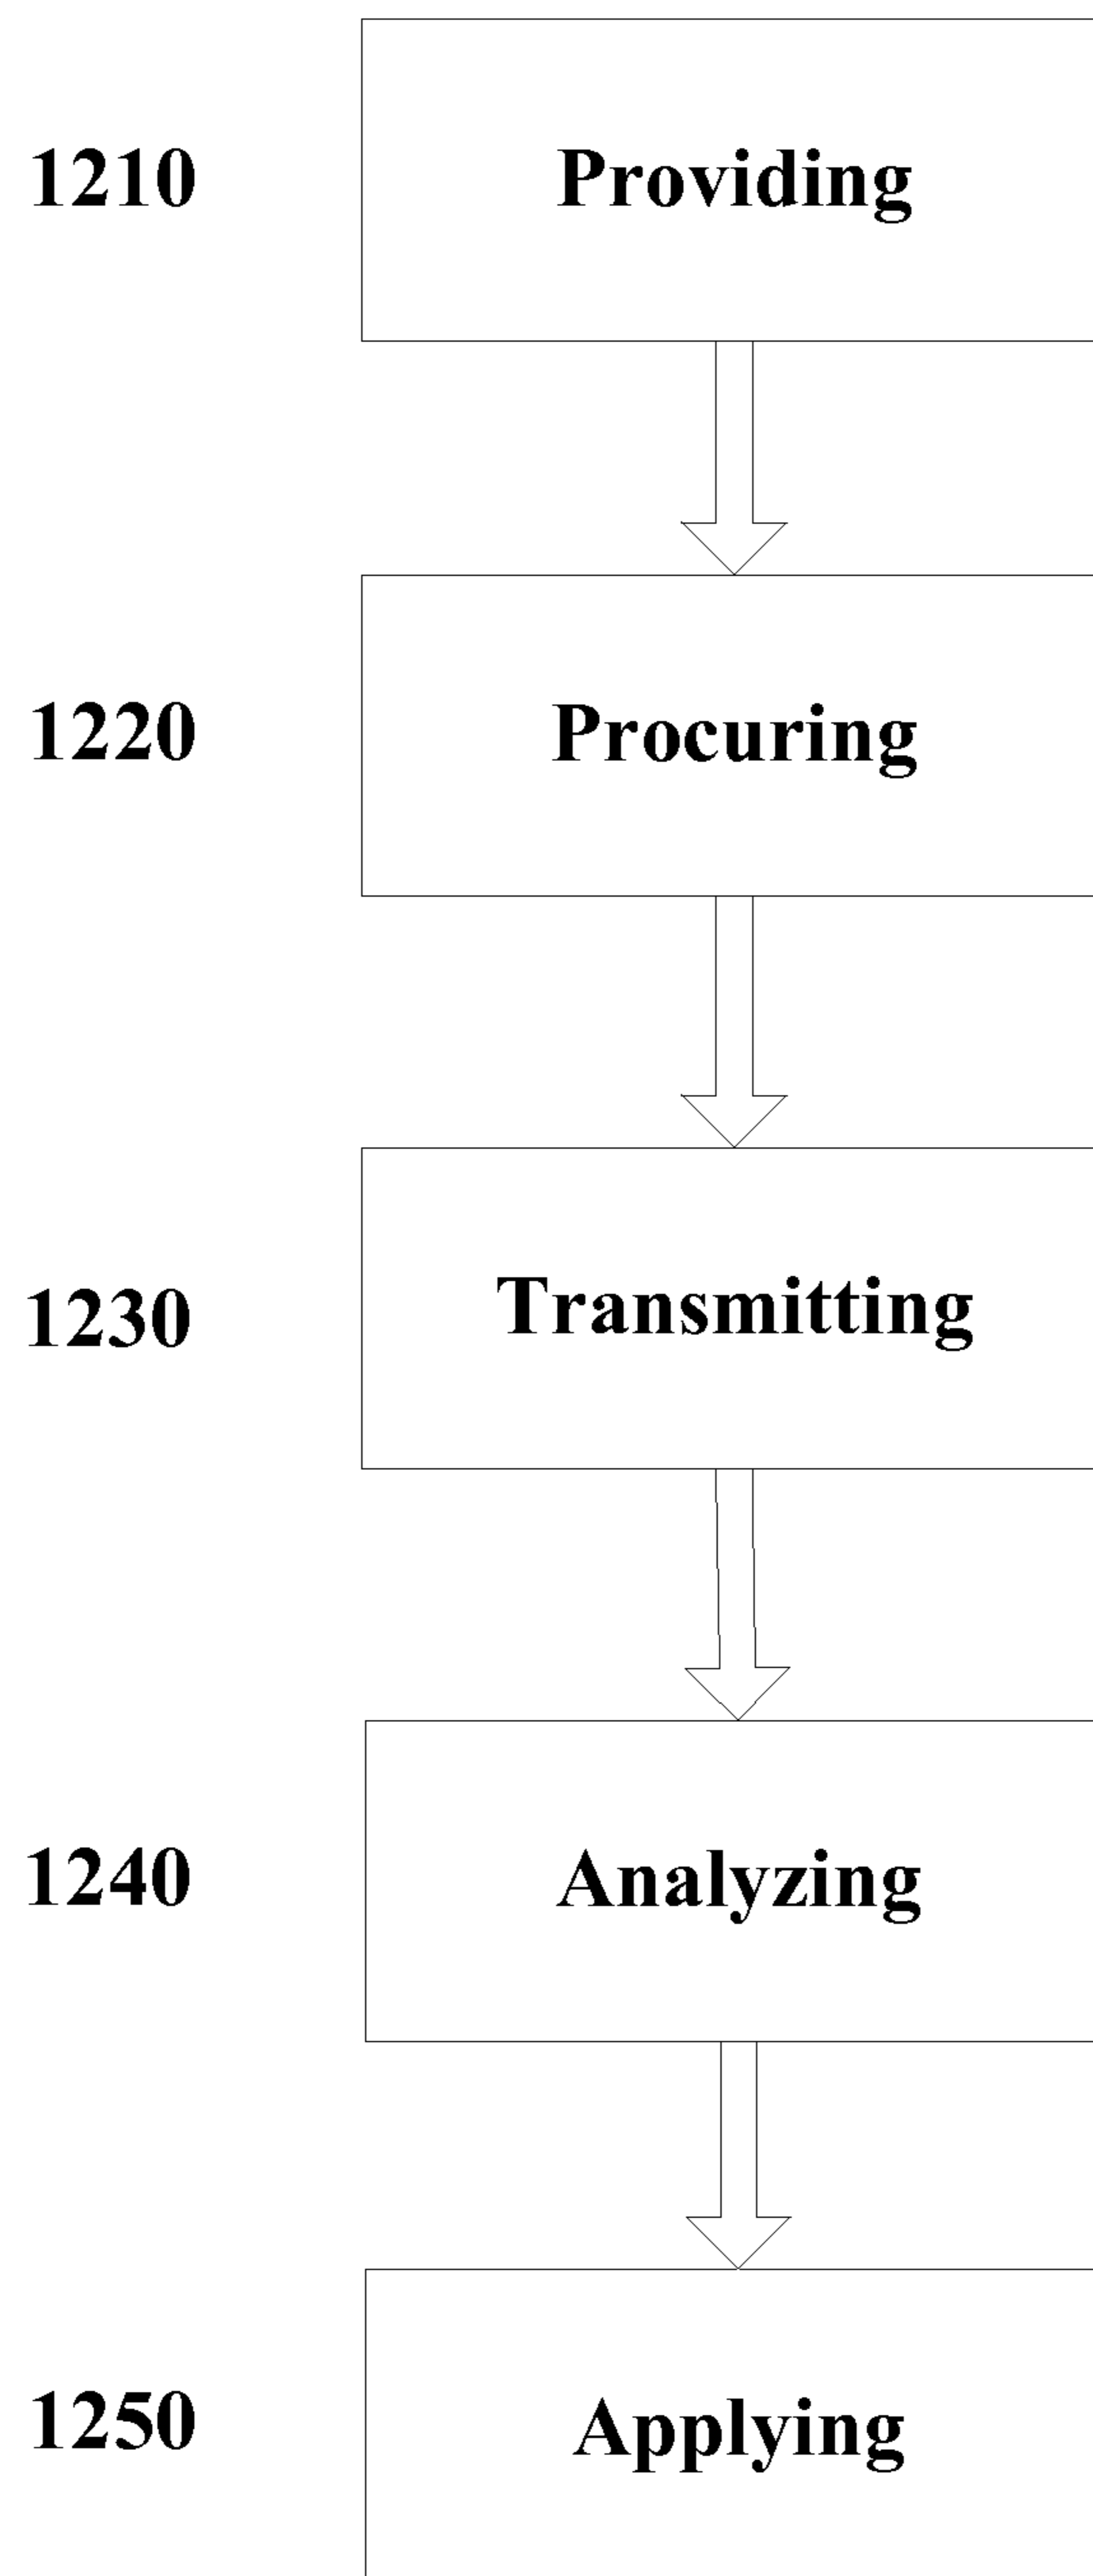 1210 Providing
1220 Procuring
1230 Transmitting
1240 Analyzing
1250 Applying